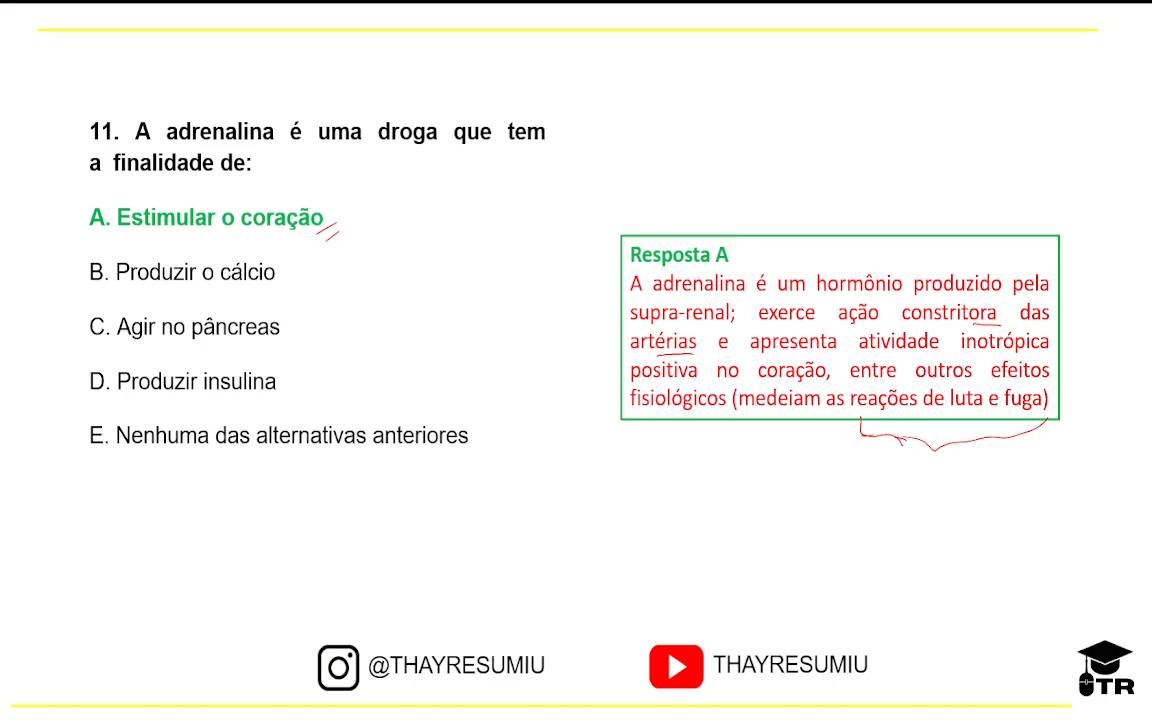 11. A adrenalina é uma droga que tem
a finalidade de:
A. Estimular o coração
B. Produzir o cálcio
C. Agir no pâncreas
D. Produzir insulina
E. Nenhuma das alternativas anteriores
Resposta A
A adrenalina é um hormônio produzido pela
supra-renal; exerce ação constritora das
artérias e apresenta atividade inotrópica
positiva no coração, entre outros efeitos
fisiológicos (medeiam as reações de luta e fuga)
@THAYRESUMIU
THAYRESUMIU
TR